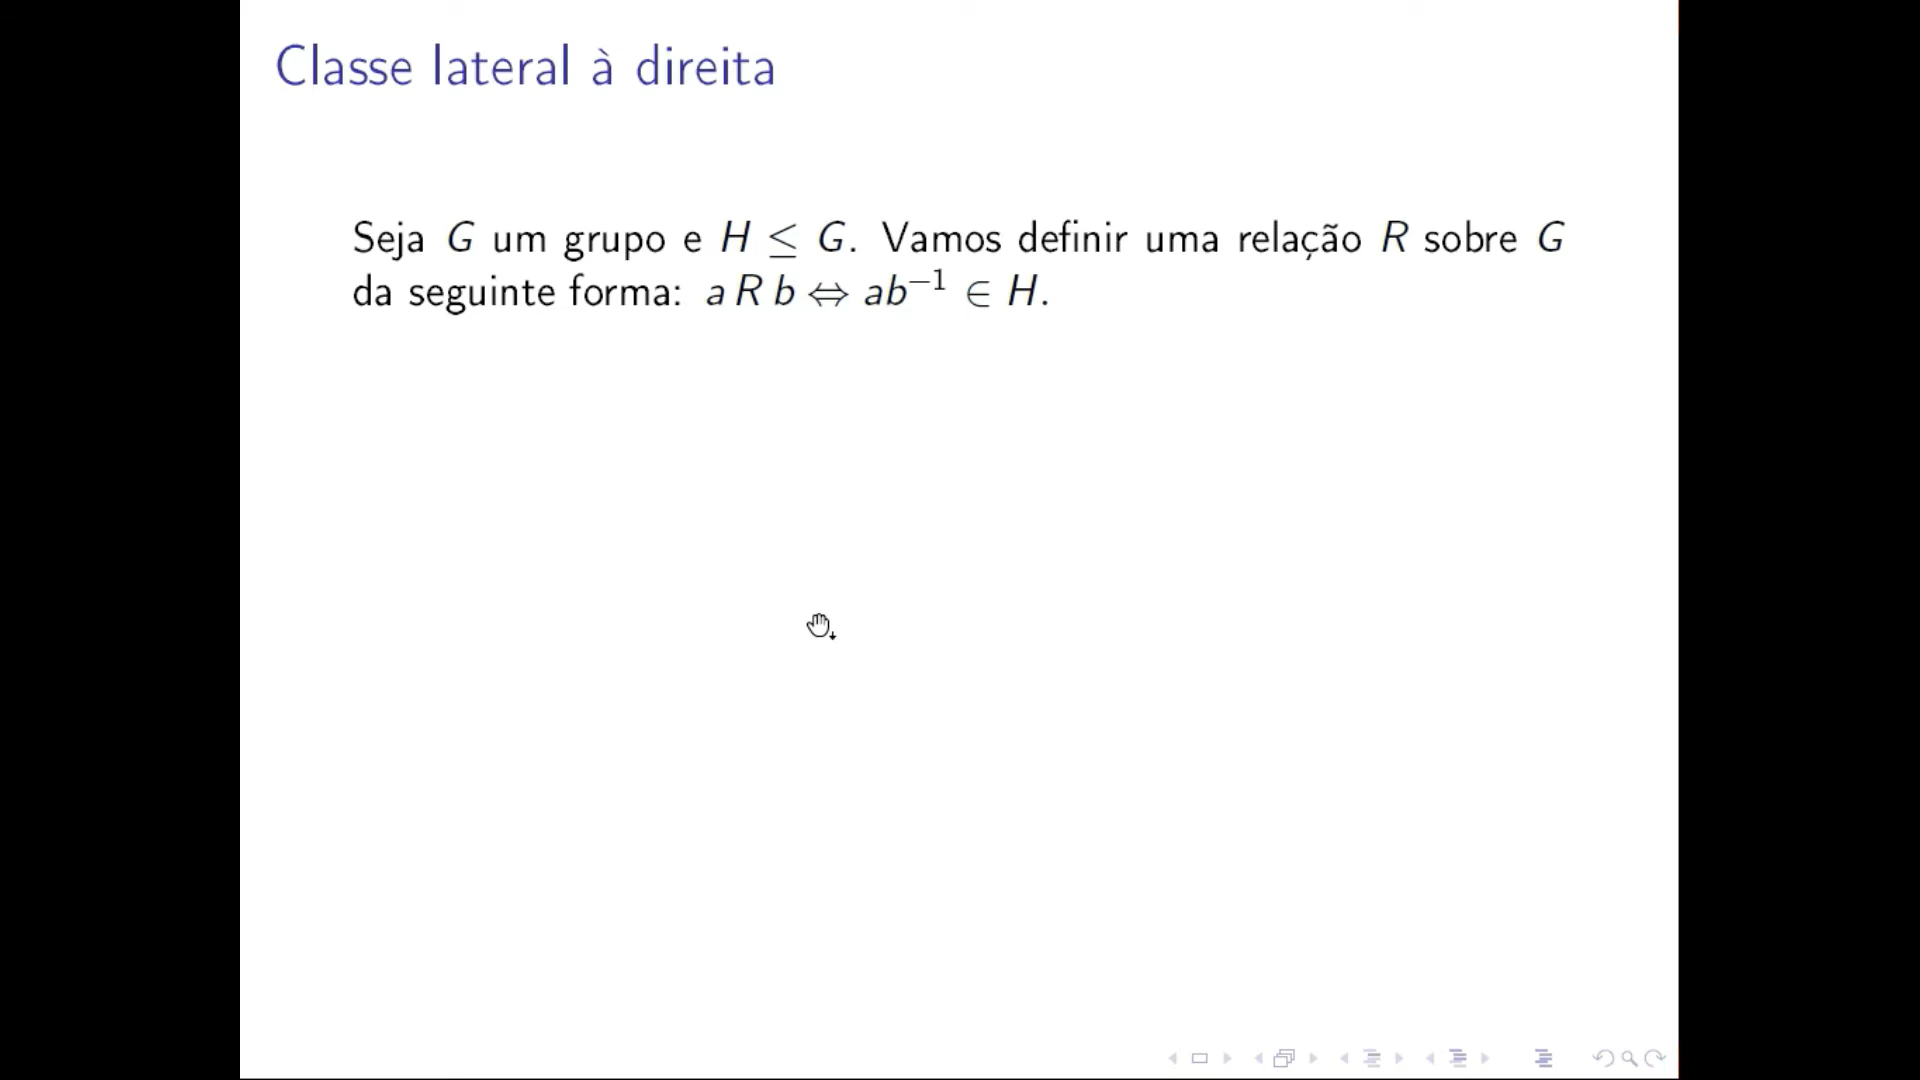 Classe lateral à direita
Seja G um grupo e H ≤ G. Vamos definir uma relação R sobre G
da seguinte forma: a R b ⇔ ab⁻¹ ∈ H.